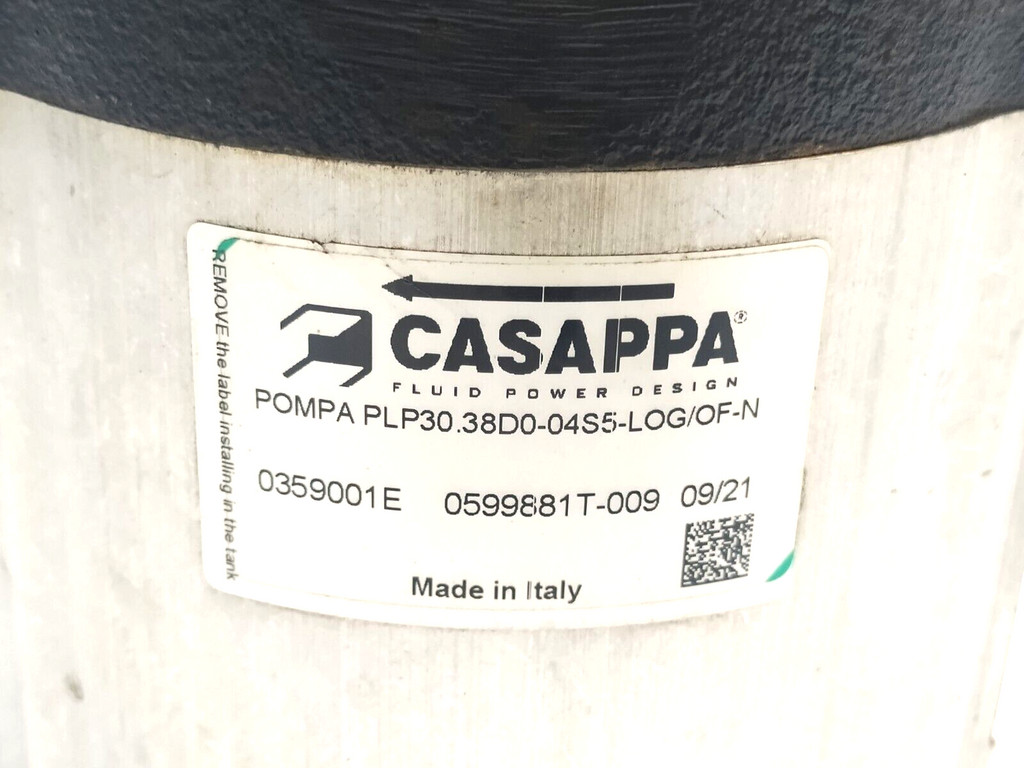 CASAPPA®
FLUID POWER DESIGN
POMPA PLP30.38D0-04S5-LOG/OF-N
0359001E 0599881T-009 09/21
Made in Italy
REMOVE the label installing in the tank